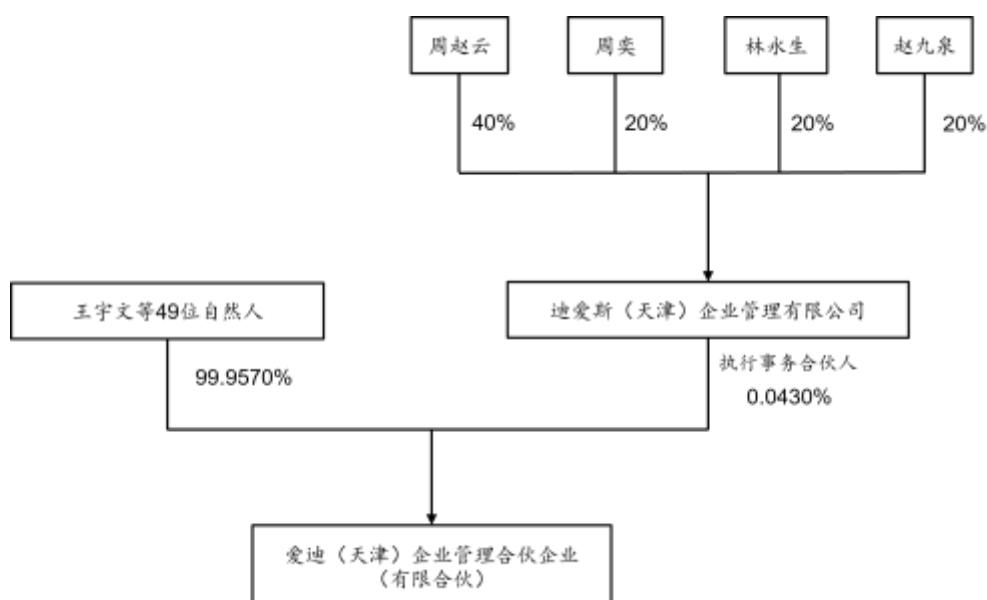 周赵云
周奕
林永生
赵九泉
40%
20%
20%
20%
王宇文等49位自然人
迪爱斯（天津）企业管理有限公司
执行事务合伙人
99.9570%
0.0430%
爱迪（天津）企业管理合伙企业
（有限合伙）